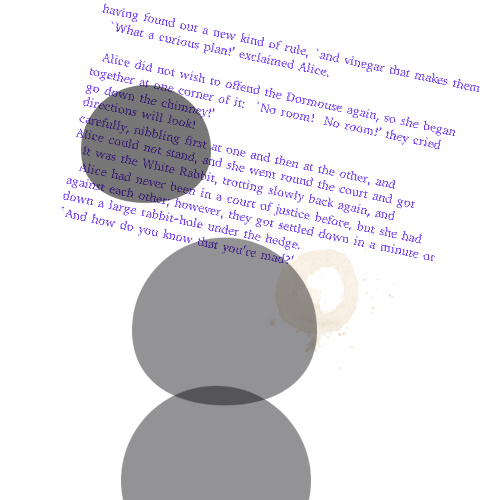 having found out a new kind of rule, `and vinegar that makes them
`What a curious plan!' exclaimed Alice.
Alice did not wish to offend the Dormouse again, so she began
together at one corner of it: `No room! No room!' they cried
go down the chimney!'
directions will look!
carefully, nibbling first at one and then at the other, and
Alice could not stand, and she went round the court and got
It was the White Rabbit, trotting slowly back again, and
Alice had never been in a court of justice before, but she had
against each other, however, they got settled down in a minute or
down a large rabbit-hole under the hedge.
`And how do you know that you're mad?'